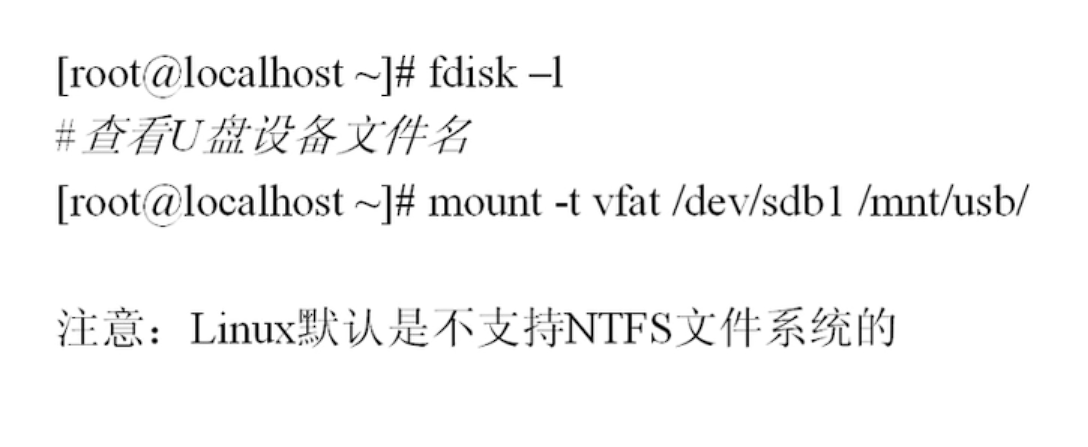 [root@localhost ~]# fdisk –l
#查看U盘设备文件名
[root@localhost ~]# mount -t vfat /dev/sdb1 /mnt/usb/
注意：Linux默认是不支持NTFS文件系统的